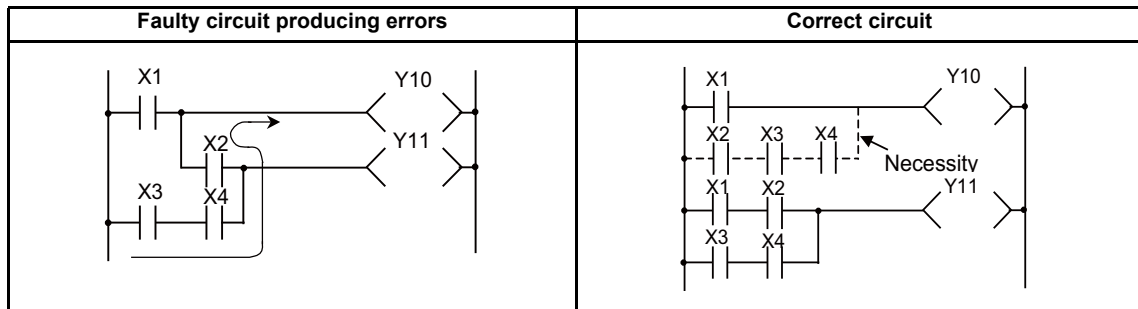 Faulty circuit producing errors
Correct circuit
X1
Y10
X2
Y11
X3 X4
X1
Y10
X2 X3 X4
Necessity
Y11
X1 X2
X3 X4